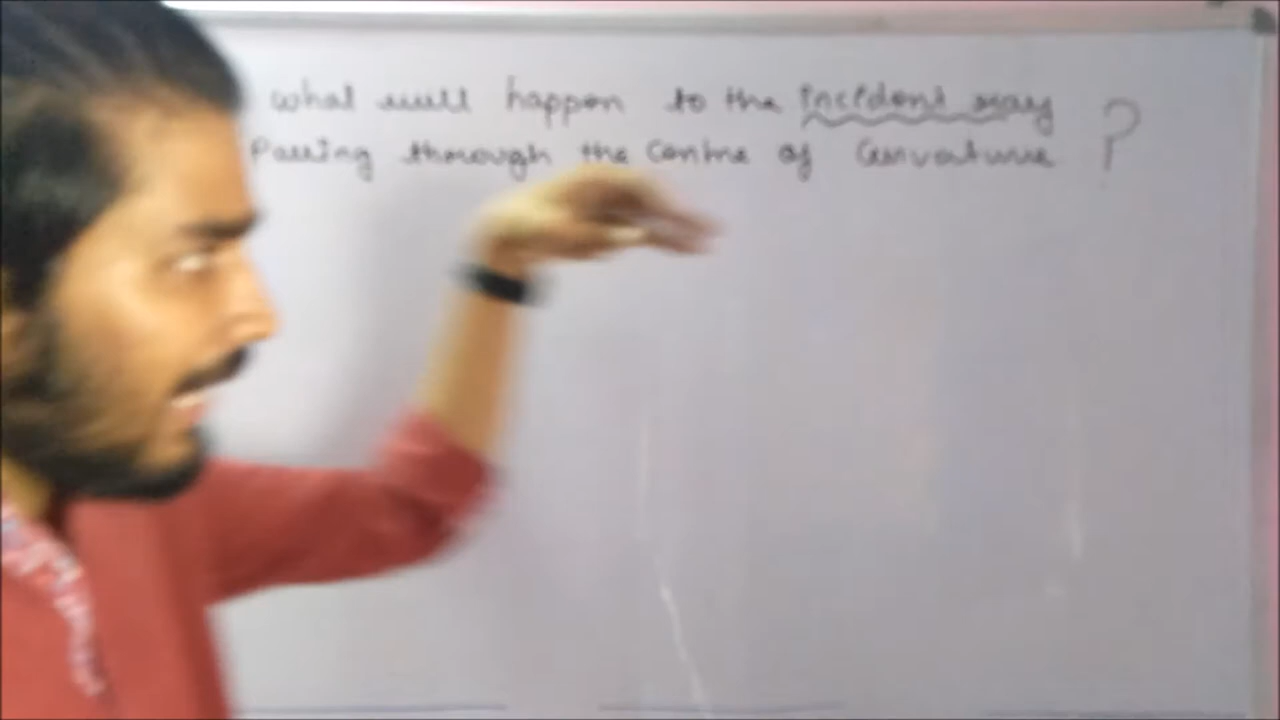 what will happen to the incident ray
Passing through the centre of Curvature ?